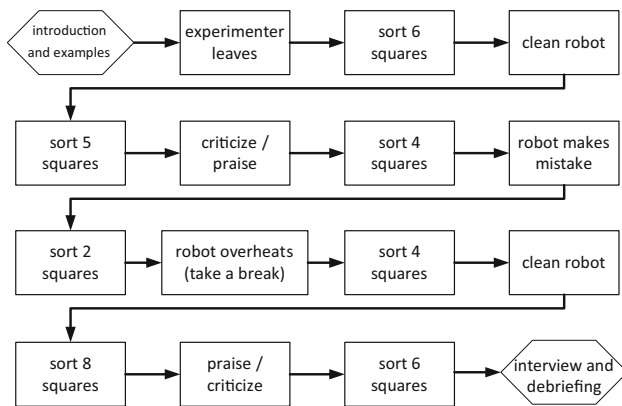 introduction
and examples
experimenter
leaves
sort 6
squares
clean robot
sort 5
squares
criticize /
praise
sort 4
squares
robot makes
mistake
sort 2
squares
robot overheats
(take a break)
sort 4
squares
clean robot
sort 8
squares
praise /
criticize
sort 6
squares
interview and
debriefing